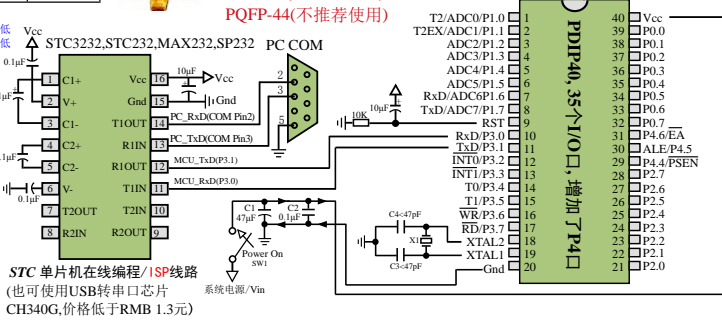 PQFP-44(不推荐使用)
低
低
Vcc
STC3232,STC232,MAX232,SP232 PC COM
0.1μF
1 C1+
2 V+
3 C1-
4 C2+
5 C2-
6 V-
7 T2OUT
8 R2IN
0.1μF
Vcc 16
Gnd 15
T1OUT 14
R1IN 13
R1OUT 12
T1IN 11
T2IN 10
R2OUT 9
10μF
Vcc
Gnd
PC_RxD(COM Pin2)
PC_TxD(COM Pin3)
MCU_TxD(P3.1)
MCU_RxD(P3.0)
2
3
5
STC 单片机在线编程/ISP线路
(也可使用USB转串口芯片
CH340G,价格低于RMB 1.3元)
C1
47μF
C2
0.1μF
Power On
SW1
系统电源/Vin
10μF
10K
C4<47pF
X1
C3<47pF
T2/ADC0/P1.0 1
T2EX/ADC1/P1.1 2
ADC2/P1.2 3
ADC3/P1.3 4
ADC4/P1.4 5
ADC5/P1.5 6
RxD/ADC6/P1.6 7
TxD/ADC7/P1.7 8
RST 9
RxD/P3.0 10
TxD/P3.1 11
INT0/P3.2 12
INT1/P3.3 13
T0/P3.4 14
T1/P3.5 15
WR/P3.6 16
RD/P3.7 17
XTAL2 18
XTAL1 19
Gnd 20
PDIP40, 35个I/O口, 增加了P4口
40 Vcc
39 P0.0
38 P0.1
37 P0.2
36 P0.3
35 P0.4
34 P0.5
33 P0.6
32 P0.7
31 P4.6/EA
30 ALE/P4.5
29 P4.4/PSEN
28 P2.7
27 P2.6
26 P2.5
25 P2.4
24 P2.3
23 P2.2
22 P2.1
21 P2.0